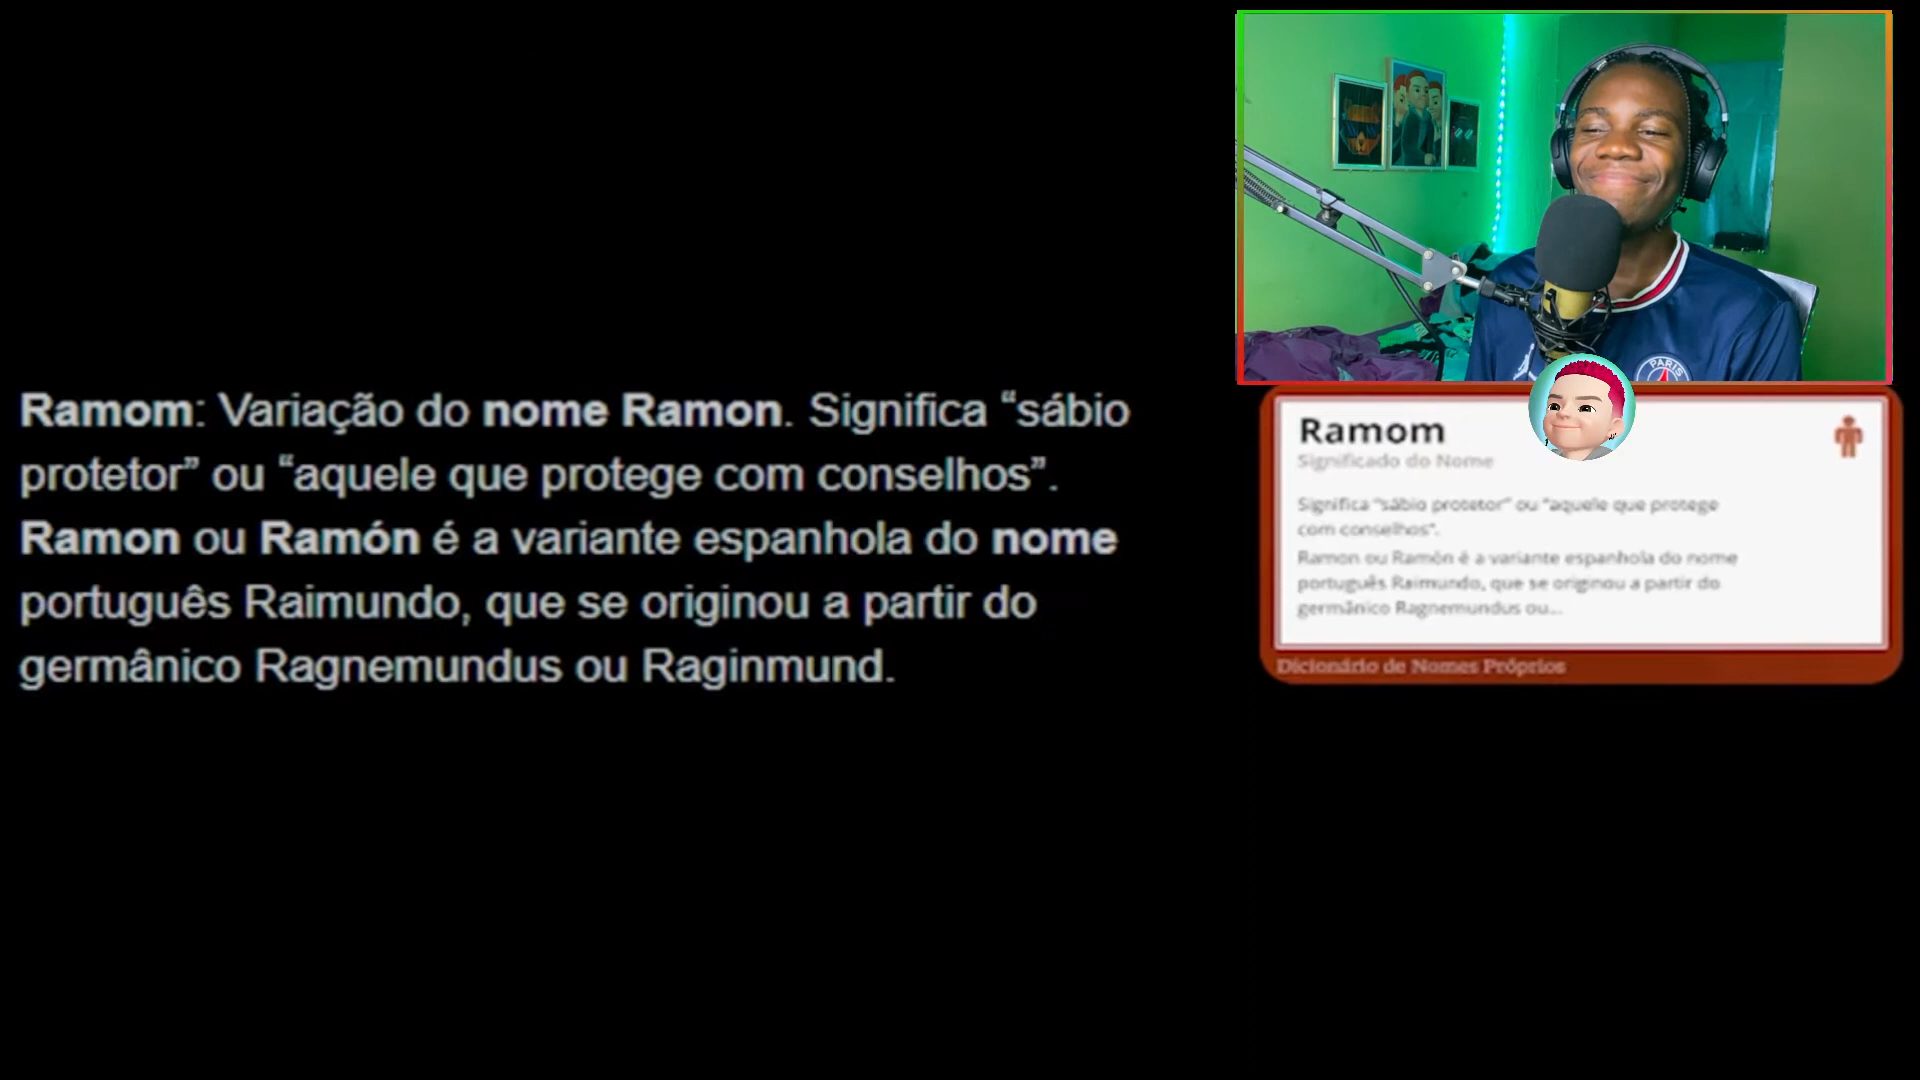 Ramom: Variação do nome Ramon. Significa “sábio
protetor” ou “aquele que protege com conselhos”.
Ramon ou Ramón é a variante espanhola do nome
português Raimundo, que se originou a partir do
germânico Ragnemundus ou Raginmund.
PARIS
Ramom
Significado do Nome
Significa “sábio protetor” ou “aquele que protege
com conselhos”.
Ramon ou Ramón é a variante espanhola do nome
português Raimundo, que se originou a partir do
germânico Ragnemundus ou...
Dicionário de Nomes Próprios